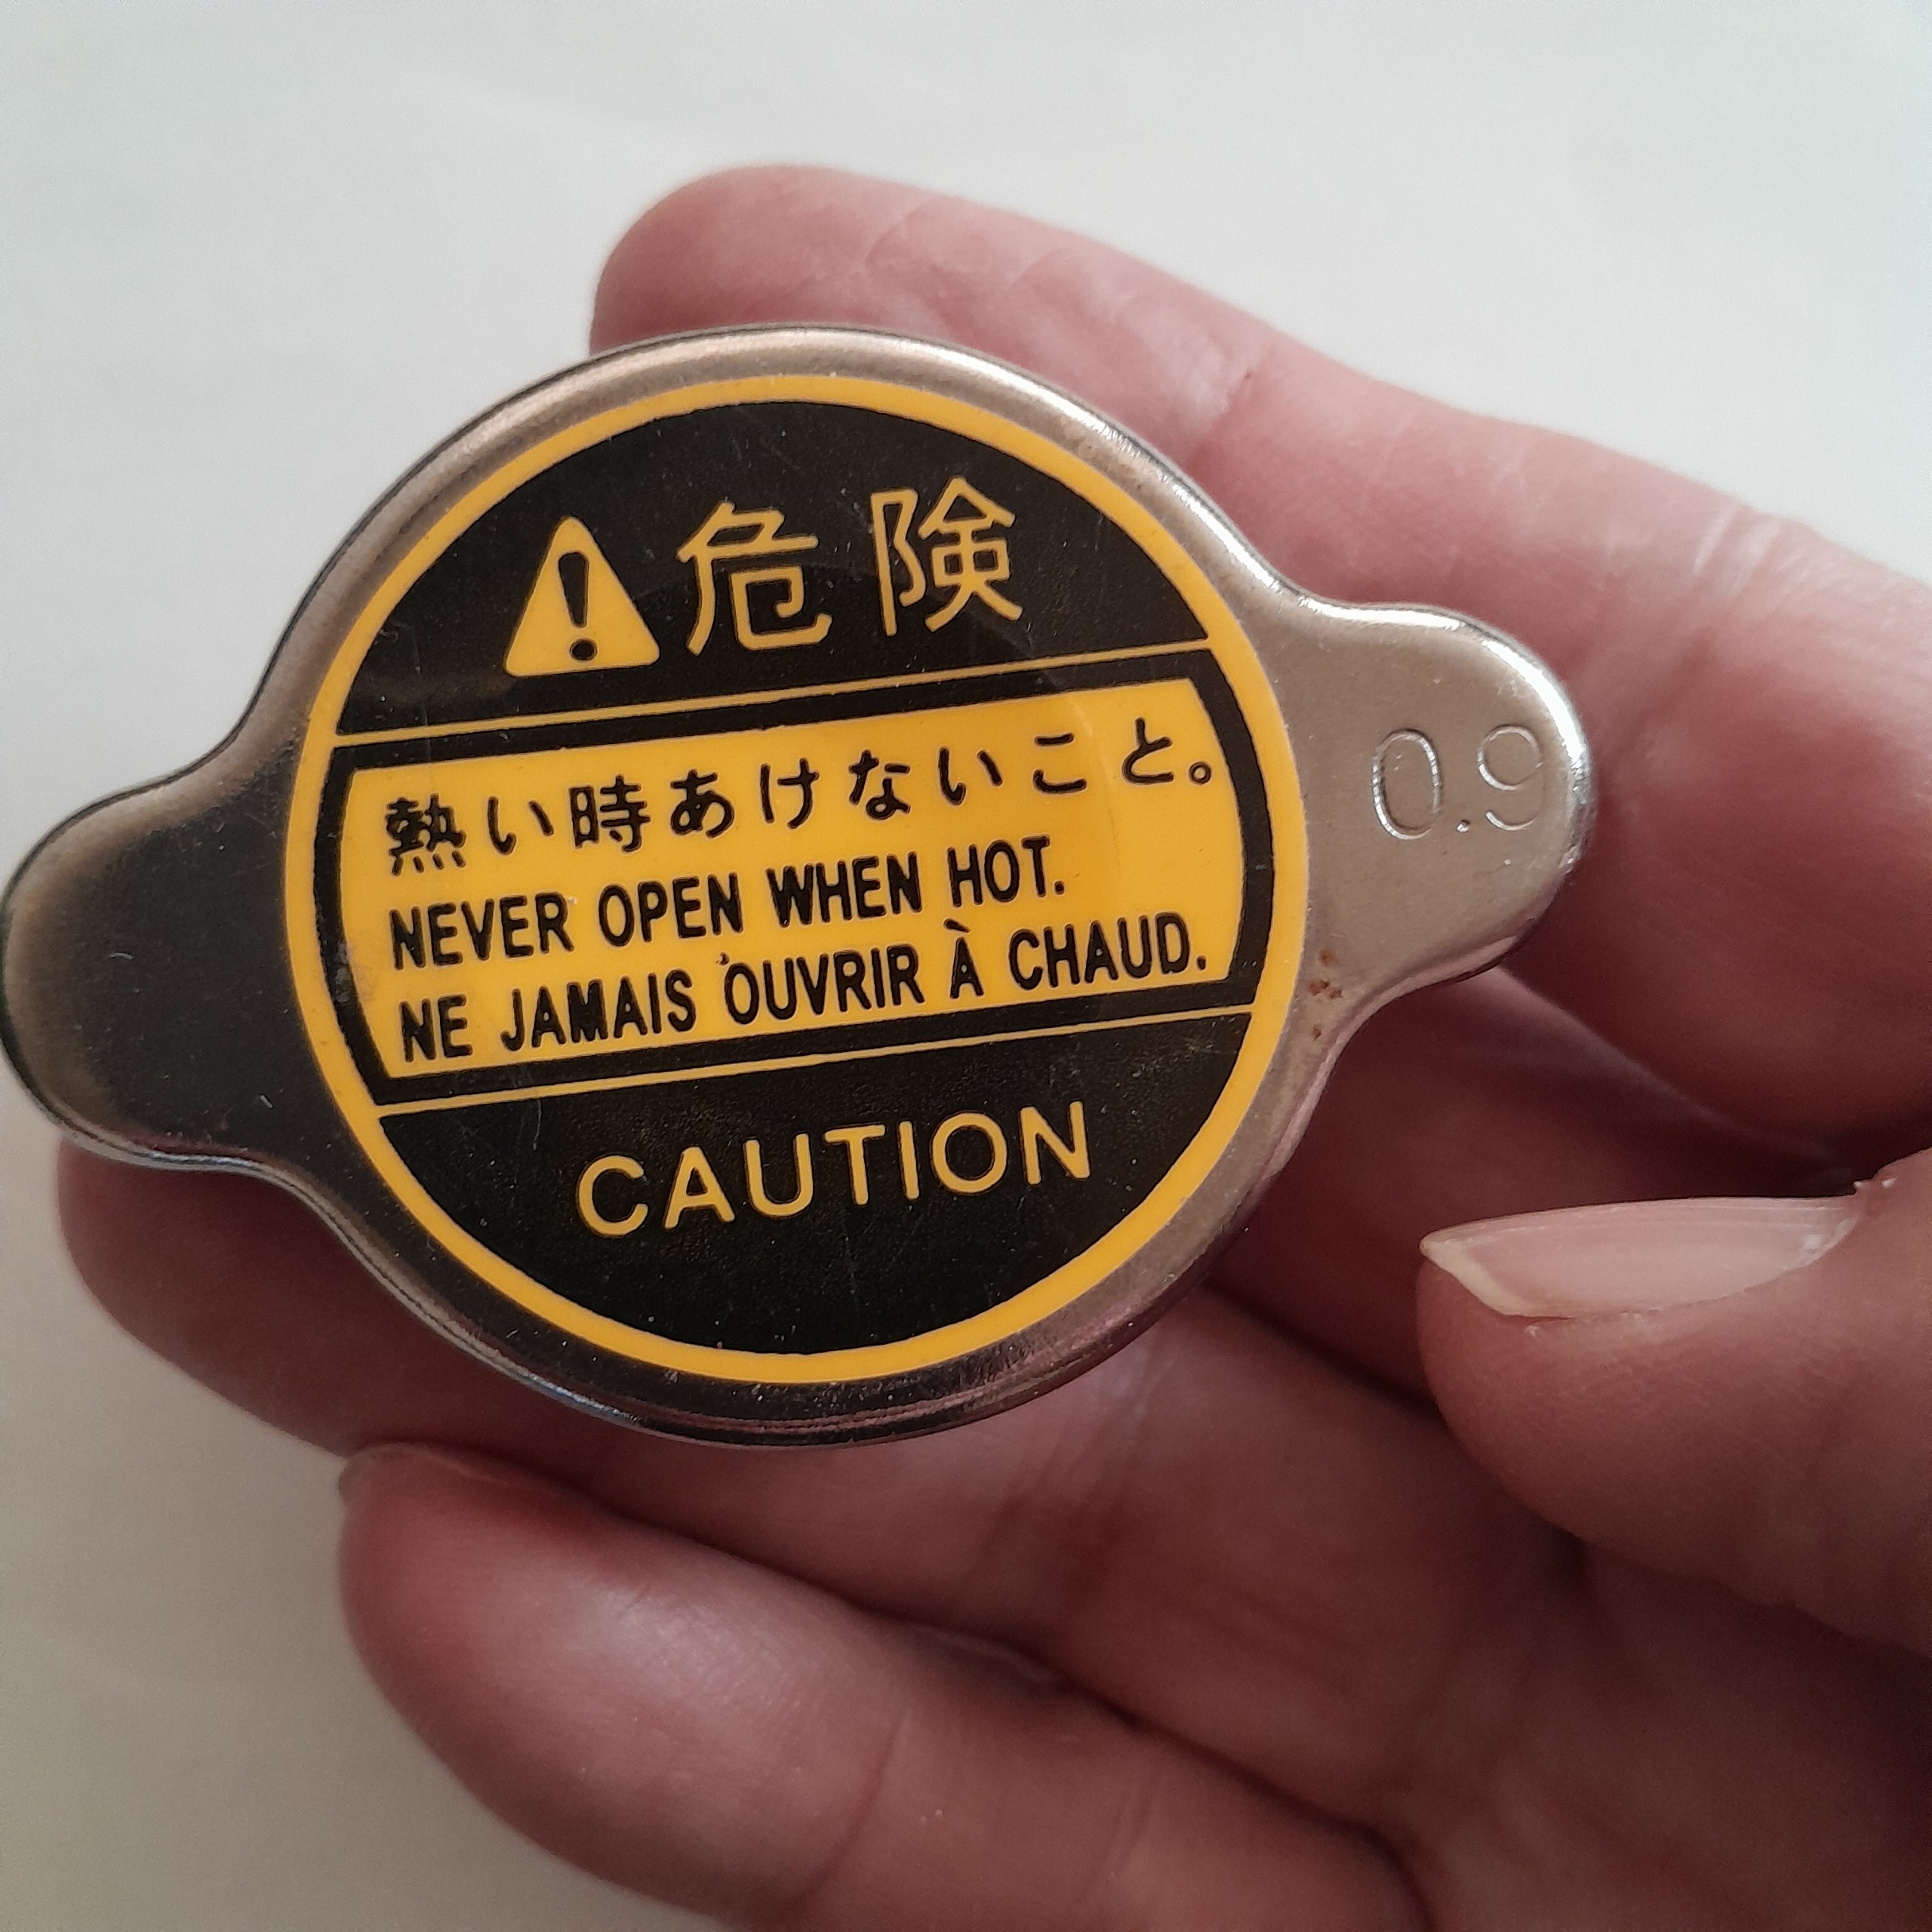 危険
熱い時あけないこと。
NEVER OPEN WHEN HOT.
NE JAMAIS OUVRIR À CHAUD.
CAUTION
0.9